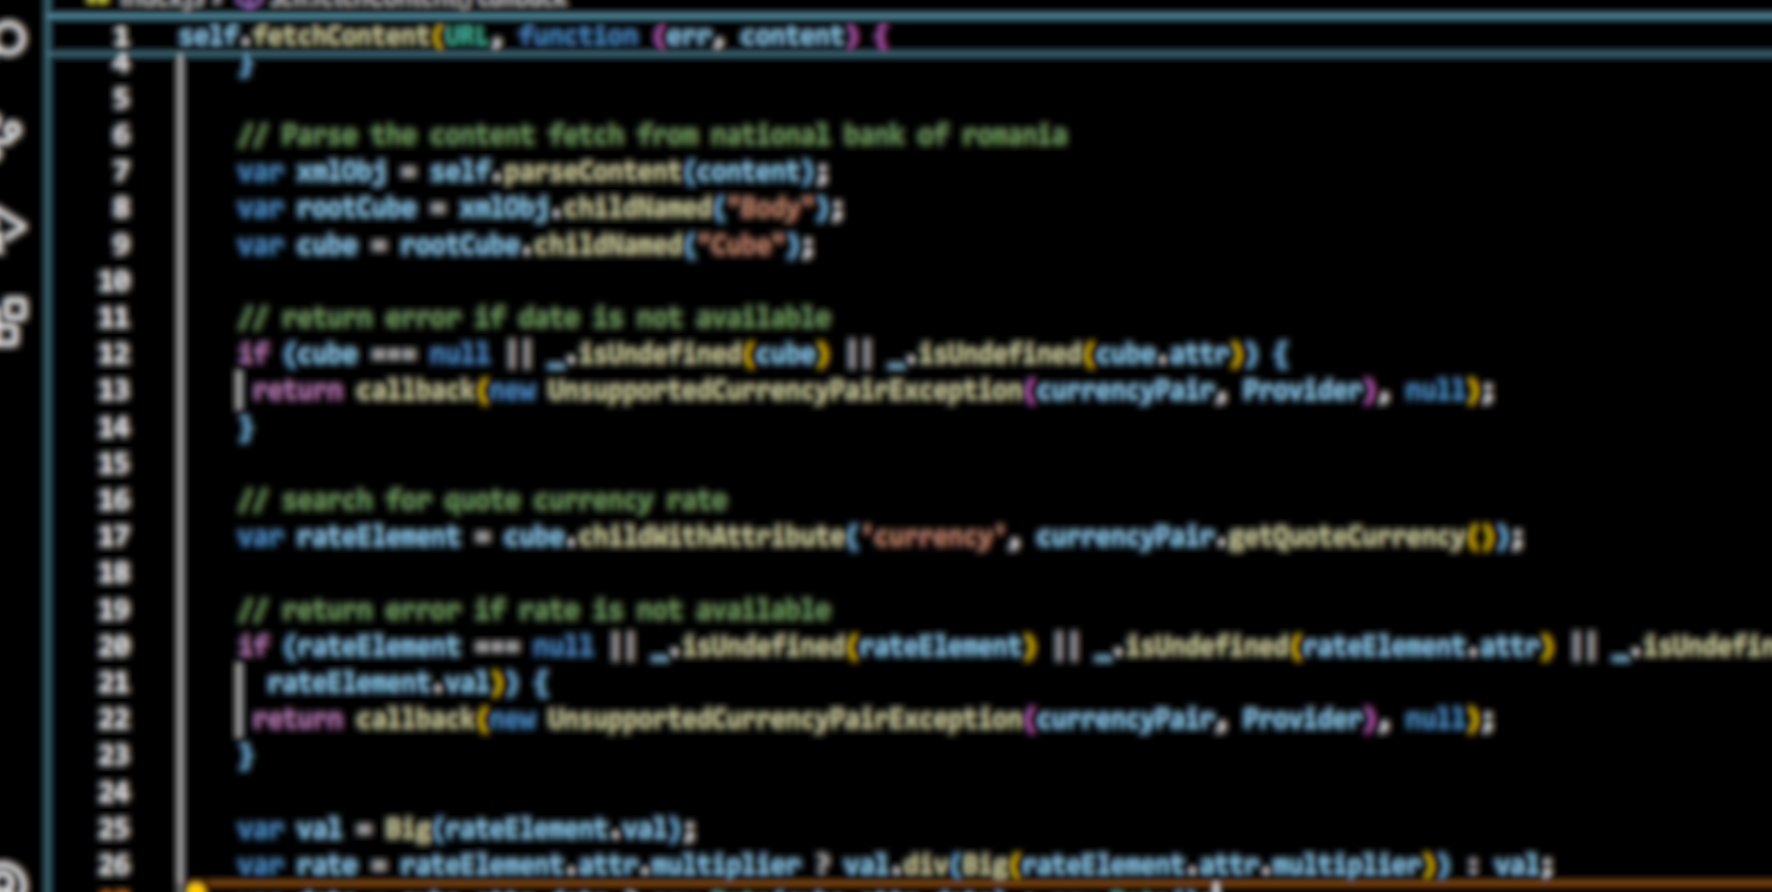 1 self.fetchContent(URL, function (err, content) {
4 }
5
6 // Parse the content fetch from national bank of romania
7 var xmlObj = self.parseContent(content);
8 var rootCube = xmlObj.childNamed("Body");
9 var cube = rootCube.childNamed("Cube");
10
11 // return error if date is not available
12 if (cube === null || _.isUndefined(cube) || _.isUndefined(cube.attr)) {
13 return callback(new UnsupportedCurrencyPairException(currencyPair, Provider), null);
14 }
15
16 // search for quote currency rate
17 var rateElement = cube.childWithAttribute('currency', currencyPair.getQuoteCurrency());
18
19 // return error if rate is not available
20 if (rateElement === null || _.isUndefined(rateElement) || _.isUndefined(rateElement.attr) || _.isUndefin
21 rateElement.val)) {
22 return callback(new UnsupportedCurrencyPairException(currencyPair, Provider), null);
23 }
24
25 var val = Big(rateElement.val);
26 var rate = rateElement.attr.multiplier ? val.div(Big(rateElement.attr.multiplier)) : val;